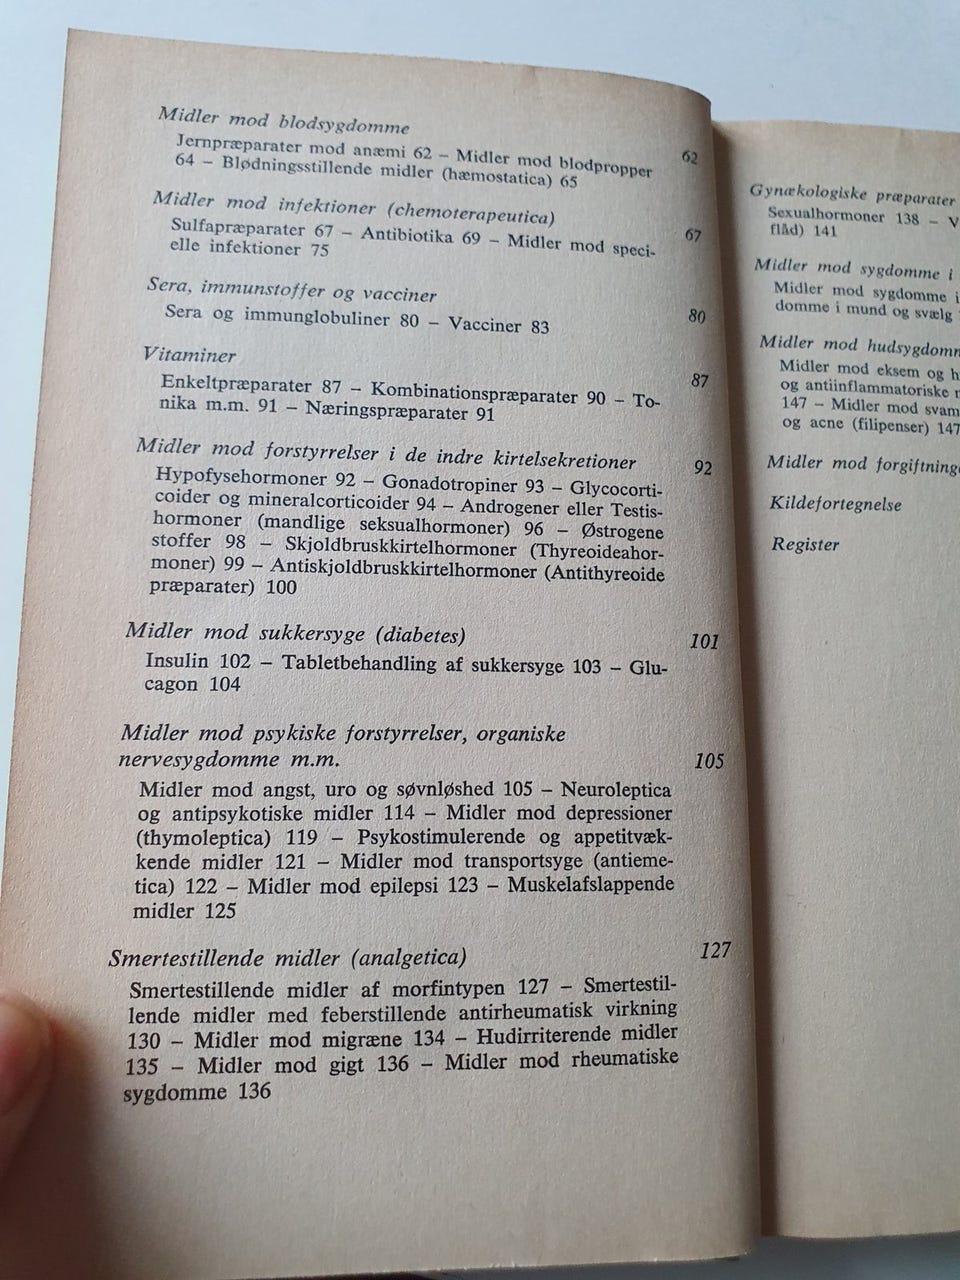 Midler mod blodsygdomme 62
Jernpræparater mod anæmi 62 – Midler mod blodpropper
64 – Blødningsstillende midler (hæmostatica) 65
Midler mod infektioner (chemoterapeutica) 67
Sulfapræparater 67 – Antibiotika 69 – Midler mod speci-
elle infektioner 75
Sera, immunstoffer og vacciner 80
Sera og immunglobuliner 80 – Vacciner 83
Vitaminer 87
Enkeltpræparater 87 – Kombinationspræparater 90 – To-
nika m.m. 91 – Næringspræparater 91
Midler mod forstyrrelser i de indre kirtelsekretioner 92
Hypofysehormoner 92 – Gonadotropiner 93 – Glycocorti-
coider og mineralcorticoider 94 – Androgener eller Testis-
hormoner (mandlige seksualhormoner) 96 – Østrogene
stoffer 98 – Skjoldbruskkirtelhormoner (Thyreoideahor-
moner) 99 – Antiskjoldbruskkirtelhormoner (Antithyreoide
præparater) 100
Midler mod sukkersyge (diabetes) 101
Insulin 102 – Tabletbehandling af sukkersyge 103 – Glu-
cagon 104
Midler mod psykiske forstyrrelser, organiske
nervesygdomme m.m. 105
Midler mod angst, uro og søvnløshed 105 – Neuroleptica
og antipsykotiske midler 114 – Midler mod depressioner
(thymoleptica) 119 – Psykostimulerende og appetitvæk-
kende midler 121 – Midler mod transportsyge (antieme-
tica) 122 – Midler mod epilepsi 123 – Muskelafslappende
midler 125
Smertestillende midler (analgetica) 127
Smertestillende midler af morfintypen 127 – Smertestil-
lende midler med feberstillende antirheumatisk virkning
130 – Midler mod migræne 134 – Hudirriterende midler
135 – Midler mod gigt 136 – Midler mod rheumatiske
sygdomme 136
Gynækologiske præparater
Sexualhormoner 138 – V
flåd) 141
Midler mod sygdomme i
Midler mod sygdomme i
domme i mund og svælg
Midler mod hudsygdomm
Midler mod eksem og h
og antiinflammatoriske
147 – Midler mod svam
og acne (filipenser) 147
Midler mod forgiftning
Kildefortegnelse
Register